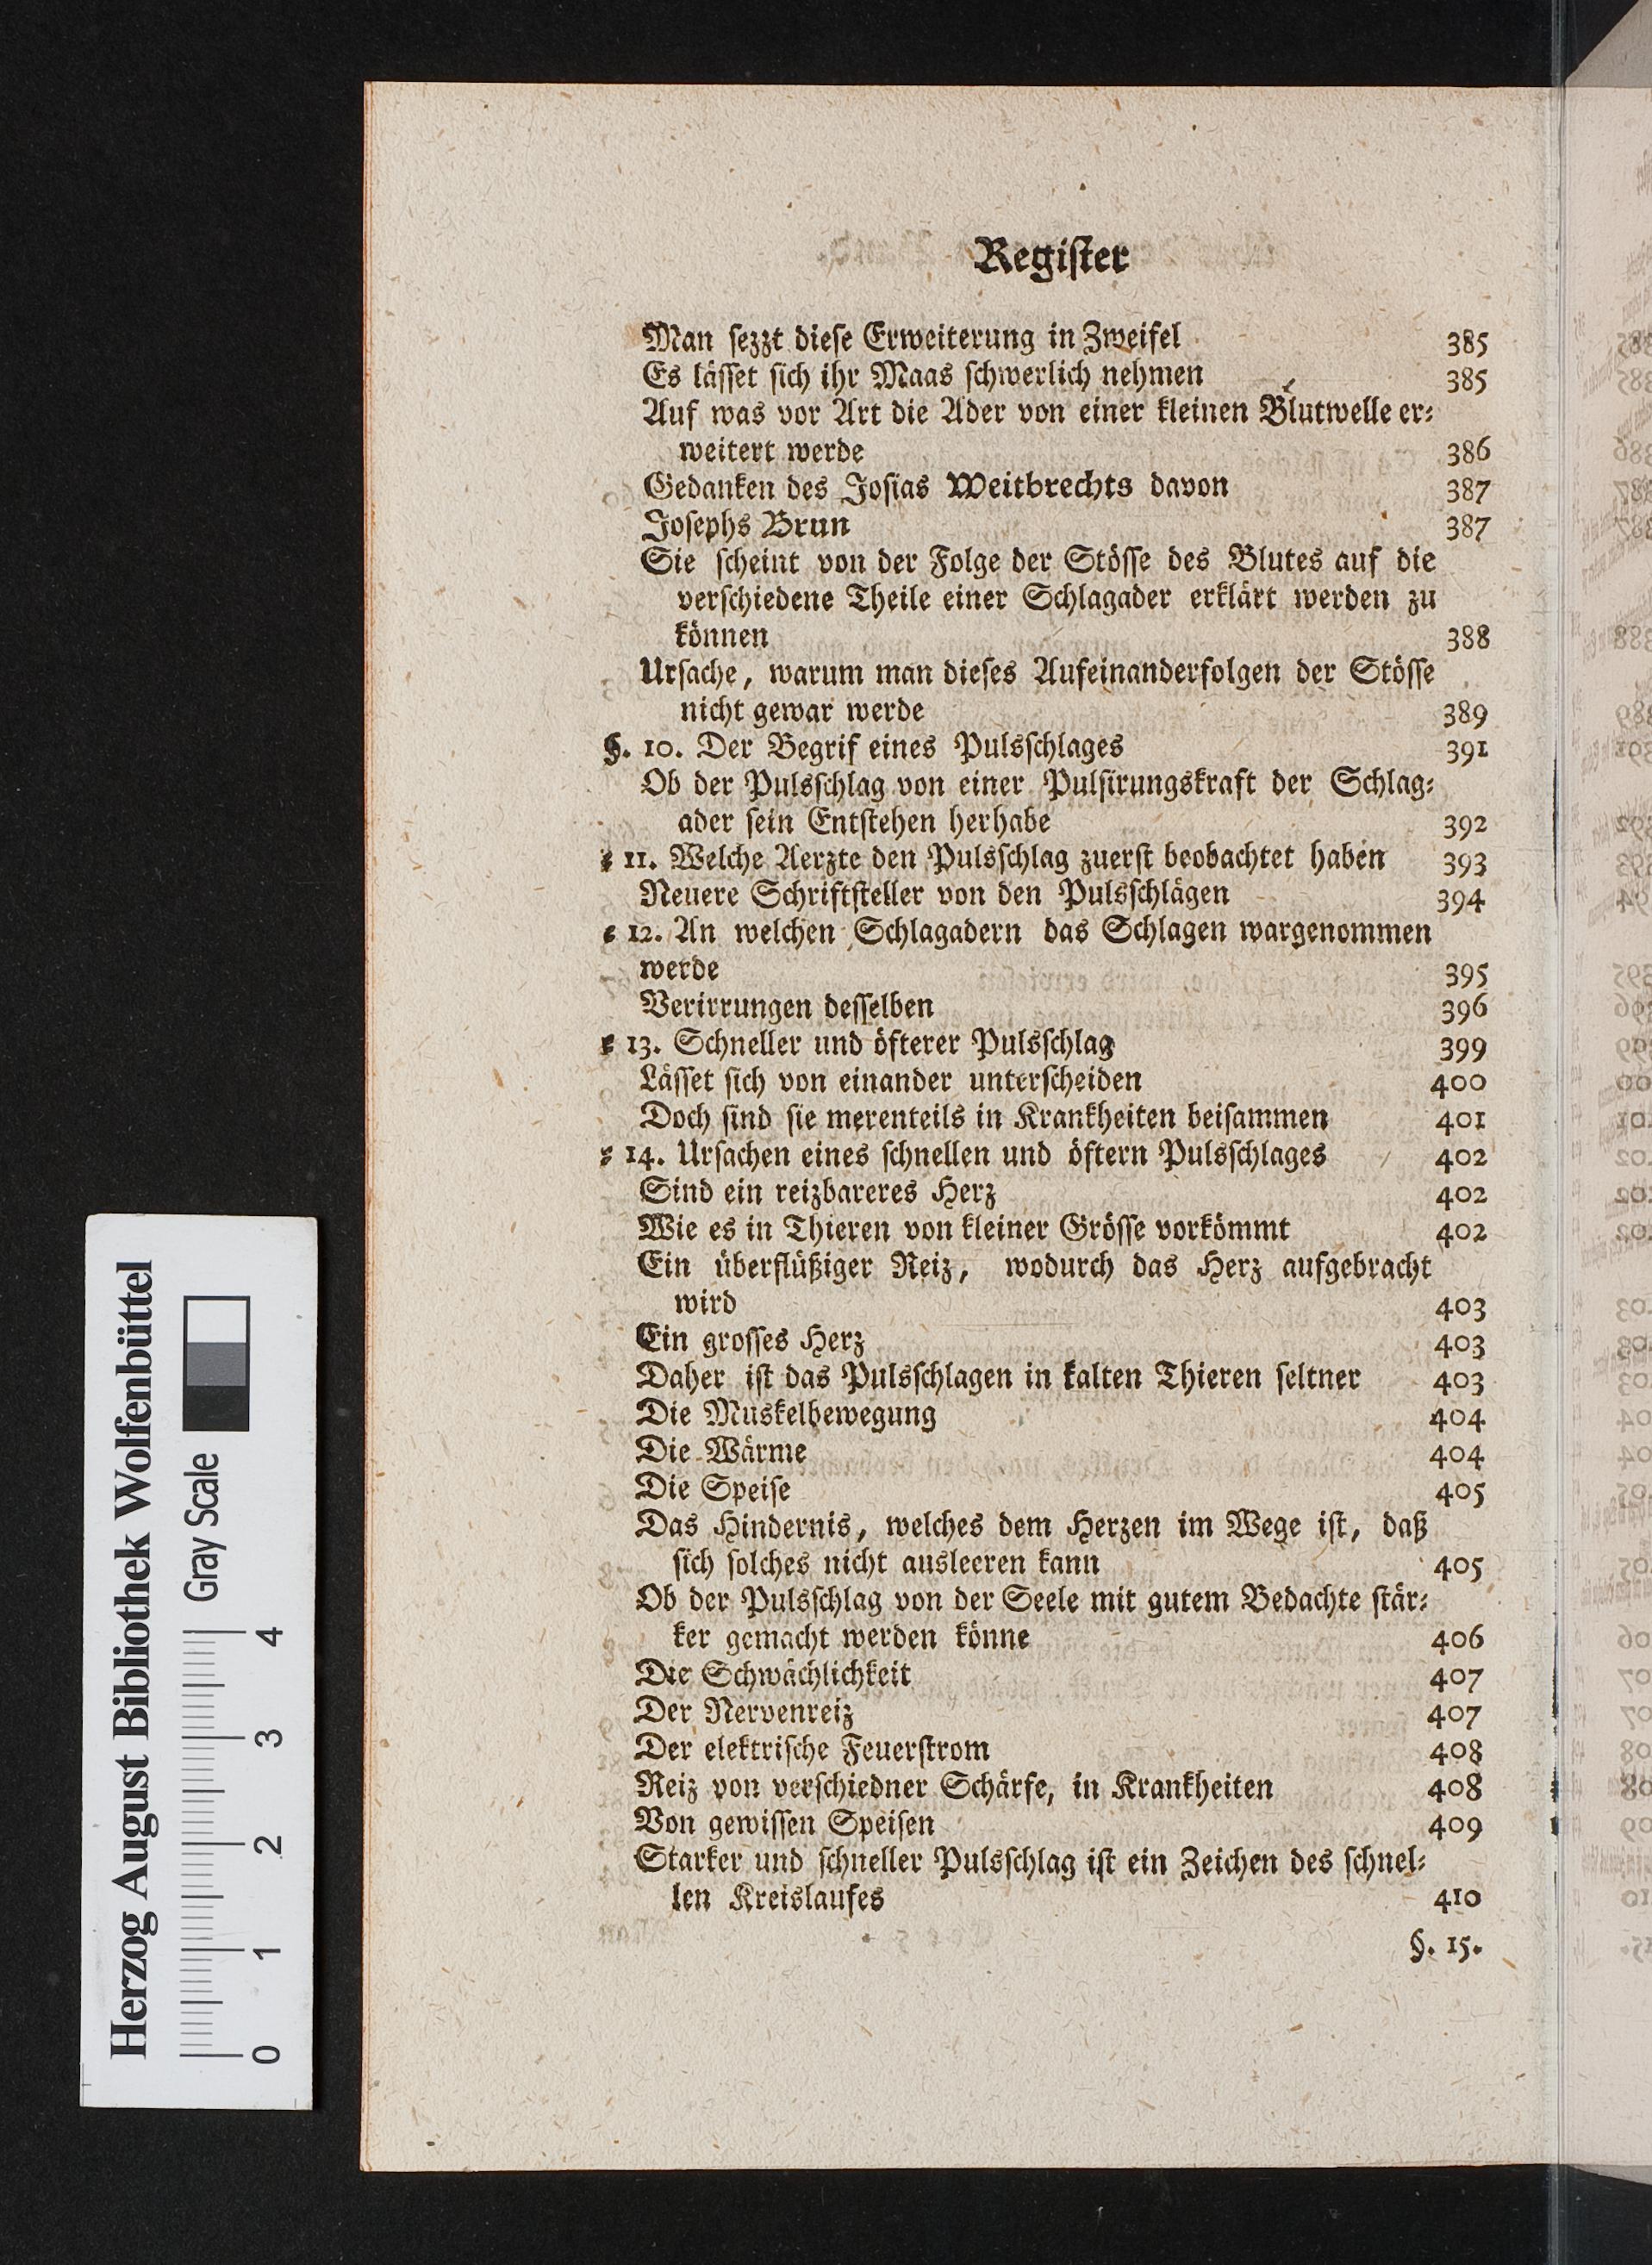 Regiſter
Man ſezzt dieſe Erweiterung in Zweifel 385
Es läſſet ſich ihr Maas ſchwerlich nehmen 385
Auf was vor Art die Ader von einer kleinen Blutwelle er⸗
weitert werde 386
Gedanken des Joſias Weitbrechts davon 387
Joſephs Brun 387
Sie ſcheint von der Folge der Stöſſe des Blutes auf die
verſchiedene Theile einer Schlagader erklärt werden zu
können 388
Urſache, warum man dieſes Aufeinanderfolgen der Stöſſe
nicht gewar werde 389
§. 10. Der Begrif eines Pulsſchlages 391
Ob der Pulsſchlag von einer Pulſirungskraft der Schlag⸗
ader ſein Entſtehen herhabe 392
⸗ 11. Welche Aerzte den Pulsſchlag zuerſt beobachtet haben 393
Neuere Schriftſteller von den Pulsſchlägen 394
⸗ 12. An welchen Schlagadern das Schlagen wargenommen
werde 395
Verirrungen deſſelben 396
⸗ 13. Schneller und öfterer Pulsſchlag 399
Läſſet ſich von einander unterſcheiden 400
Doch ſind ſie merenteils in Krankheiten beiſammen 401
⸗ 14. Urſachen eines ſchnellen und öftern Pulsſchlages 402
Sind ein reizbareres Herz 402
Wie es in Thieren von kleiner Gröſſe vorkömmt 402
Ein überflüßiger Reiz, wodurch das Herz aufgebracht
wird 403
Ein groſſes Herz 403
Daher iſt das Pulsſchlagen in kalten Thieren ſeltner 403
Die Muskelbewegung 404
Die Wärme 404
Die Speiſe 405
Das Hindernis, welches dem Herzen im Wege iſt, daß
ſich ſolches nicht ausleeren kann 405
Ob der Pulsſchlag von der Seele mit gutem Bedachte ſtär⸗
ker gemacht werden könne 406
Die Schwächlichkeit 407
Der Nervenreiz 407
Der elektriſche Feuerſtrom 408
Reiz von verſchiedner Schärfe, in Krankheiten 408
Von gewiſſen Speiſen 409
Starker und ſchneller Pulsſchlag iſt ein Zeichen des ſchnel⸗
len Kreislaufes 410
§. 15.
Herzog August Bibliothek Wolfenbüttel
Gray Scale
0 1 2 3 4